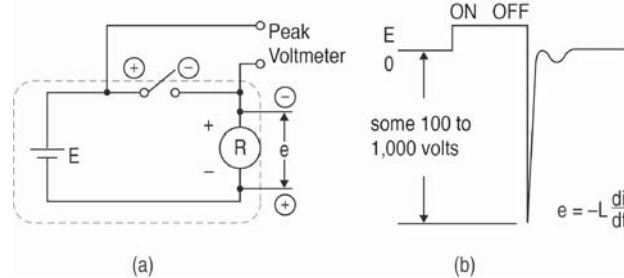 Peak
Voltmeter
+ −
−
+
E
R
e
−
+
(a)
ON OFF
E
0
some 100 to
1,000 volts
e = –L di/dt
(b)